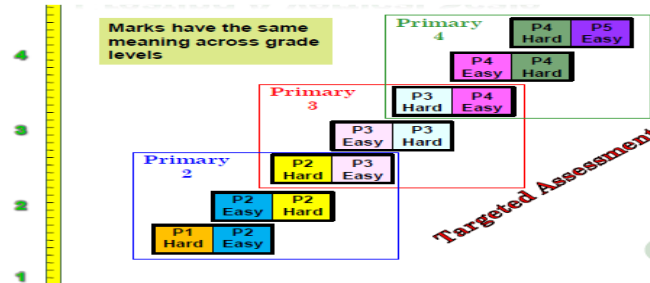 Marks have the same
meaning across grade
levels
Primary
4
P4 Hard P5 Easy
4
P4 Easy P4 Hard
Primary
3
P3 Hard P4 Easy
3
P3 Easy P3 Hard
Primary
2
P2 Hard P3 Easy
2
P2 Easy P2 Hard
P1 Hard P2 Easy
1
Targeted Assessment